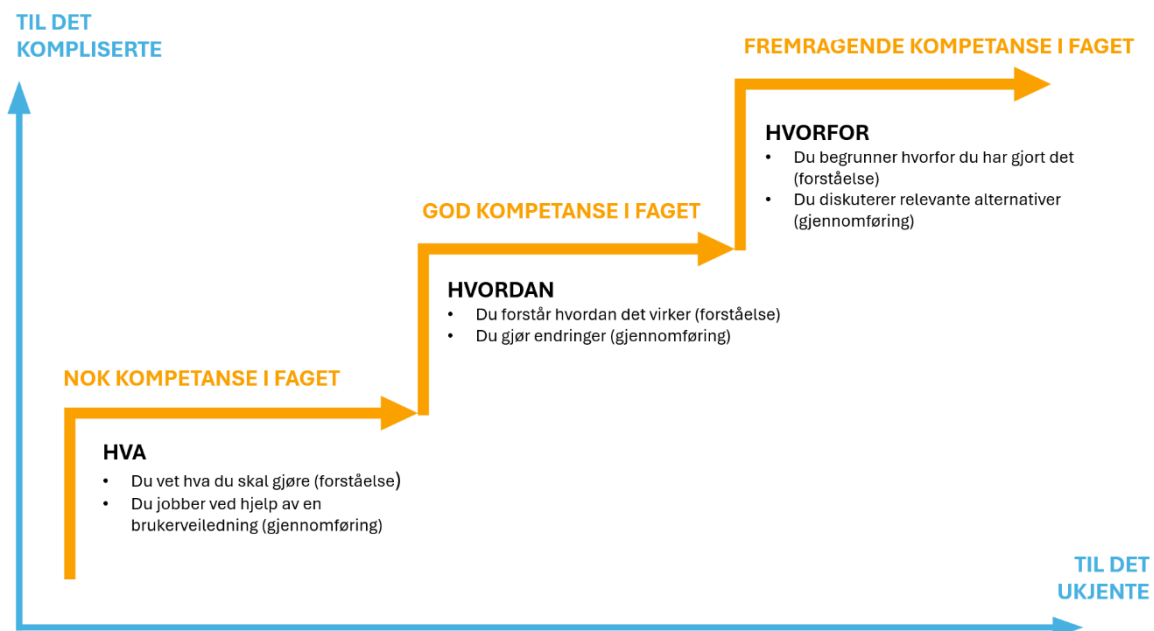 TIL DET
KOMPLISERTE
FREMRAGENDE KOMPETANSE I FAGET
HVORFOR
• Du begrunner hvorfor du har gjort det
(forståelse)
• Du diskuterer relevante alternativer
(gjennomføring)
GOD KOMPETANSE I FAGET
HVORDAN
• Du forstår hvordan det virker (forståelse)
• Du gjør endringer (gjennomføring)
NOK KOMPETANSE I FAGET
HVA
• Du vet hva du skal gjøre (forståelse)
• Du jobber ved hjelp av en
brukerveiledning (gjennomføring)
TIL DET
UKJENTE